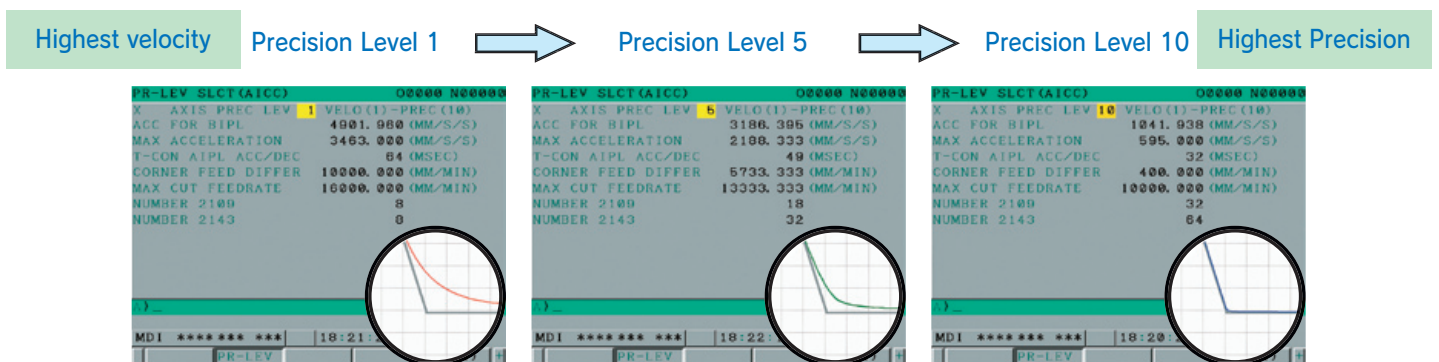 Highest velocity Precision Level 1 Precision Level 5 Precision Level 10 Highest Precision
PR-LEV SLCT(AICC) O0000 N00000
X AXIS PREC LEV 1 VELO(1)-PREC(10)
ACC FOR BIPL 4901.960 (MM/S/S)
MAX ACCELERATION 3463.000 (MM/S/S)
T-CON AIPL ACC/DEC 64 (MSEC)
CORNER FEED DIFFER 10000.000 (MM/MIN)
MAX CUT FEEDRATE 16000.000 (MM/MIN)
NUMBER 2109 8
NUMBER 2143 8
A)_
MDI **** *** *** 18:21:
PR-LEV
PR-LEV SLCT(AICC) O0000 N00000
X AXIS PREC LEV 5 VELO(1)-PREC(10)
ACC FOR BIPL 3186.395 (MM/S/S)
MAX ACCELERATION 2188.333 (MM/S/S)
T-CON AIPL ACC/DEC 49 (MSEC)
CORNER FEED DIFFER 5733.333 (MM/MIN)
MAX CUT FEEDRATE 13333.333 (MM/MIN)
NUMBER 2109 18
NUMBER 2143 32
A)_
MDI **** *** *** 18:22:
PR-LEV
PR-LEV SLCT(AICC) O0000 N00000
X AXIS PREC LEV 10 VELO(1)-PREC(10)
ACC FOR BIPL 1041.938 (MM/S/S)
MAX ACCELERATION 595.000 (MM/S/S)
T-CON AIPL ACC/DEC 32 (MSEC)
CORNER FEED DIFFER 400.000 (MM/MIN)
MAX CUT FEEDRATE 10000.000 (MM/MIN)
NUMBER 2109 32
NUMBER 2143 64
A)_
MDI **** *** *** 18:20:
PR-LEV